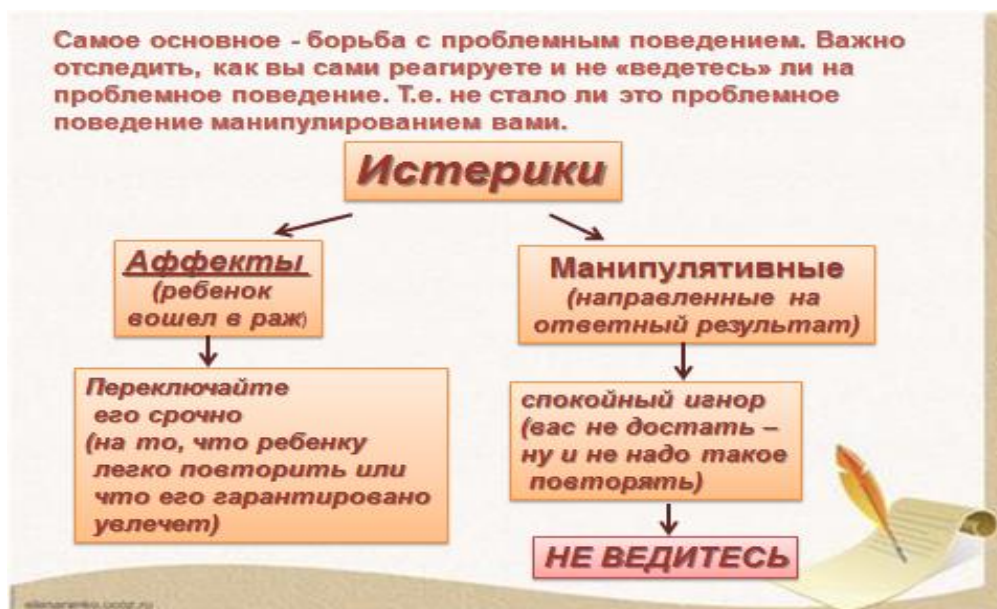 Самое основное - борьба с проблемным поведением. Важно
отследить, как вы сами реагируете и не «ведетесь» ли на
проблемное поведение. Т.е. не стало ли это проблемное
поведение манипулированием вами.
Истерики
Аффекты
(ребенок
вошел в раж)
Манипулятивные
(направленные на
ответный результат)
Переключайте
его срочно
(на то, что ребенку
легко повторить или
что его гарантировано
увлечет)
спокойный игнор
(вас не достать –
ну и не надо такое
повторять)
НЕ ВЕДИТЕСЬ